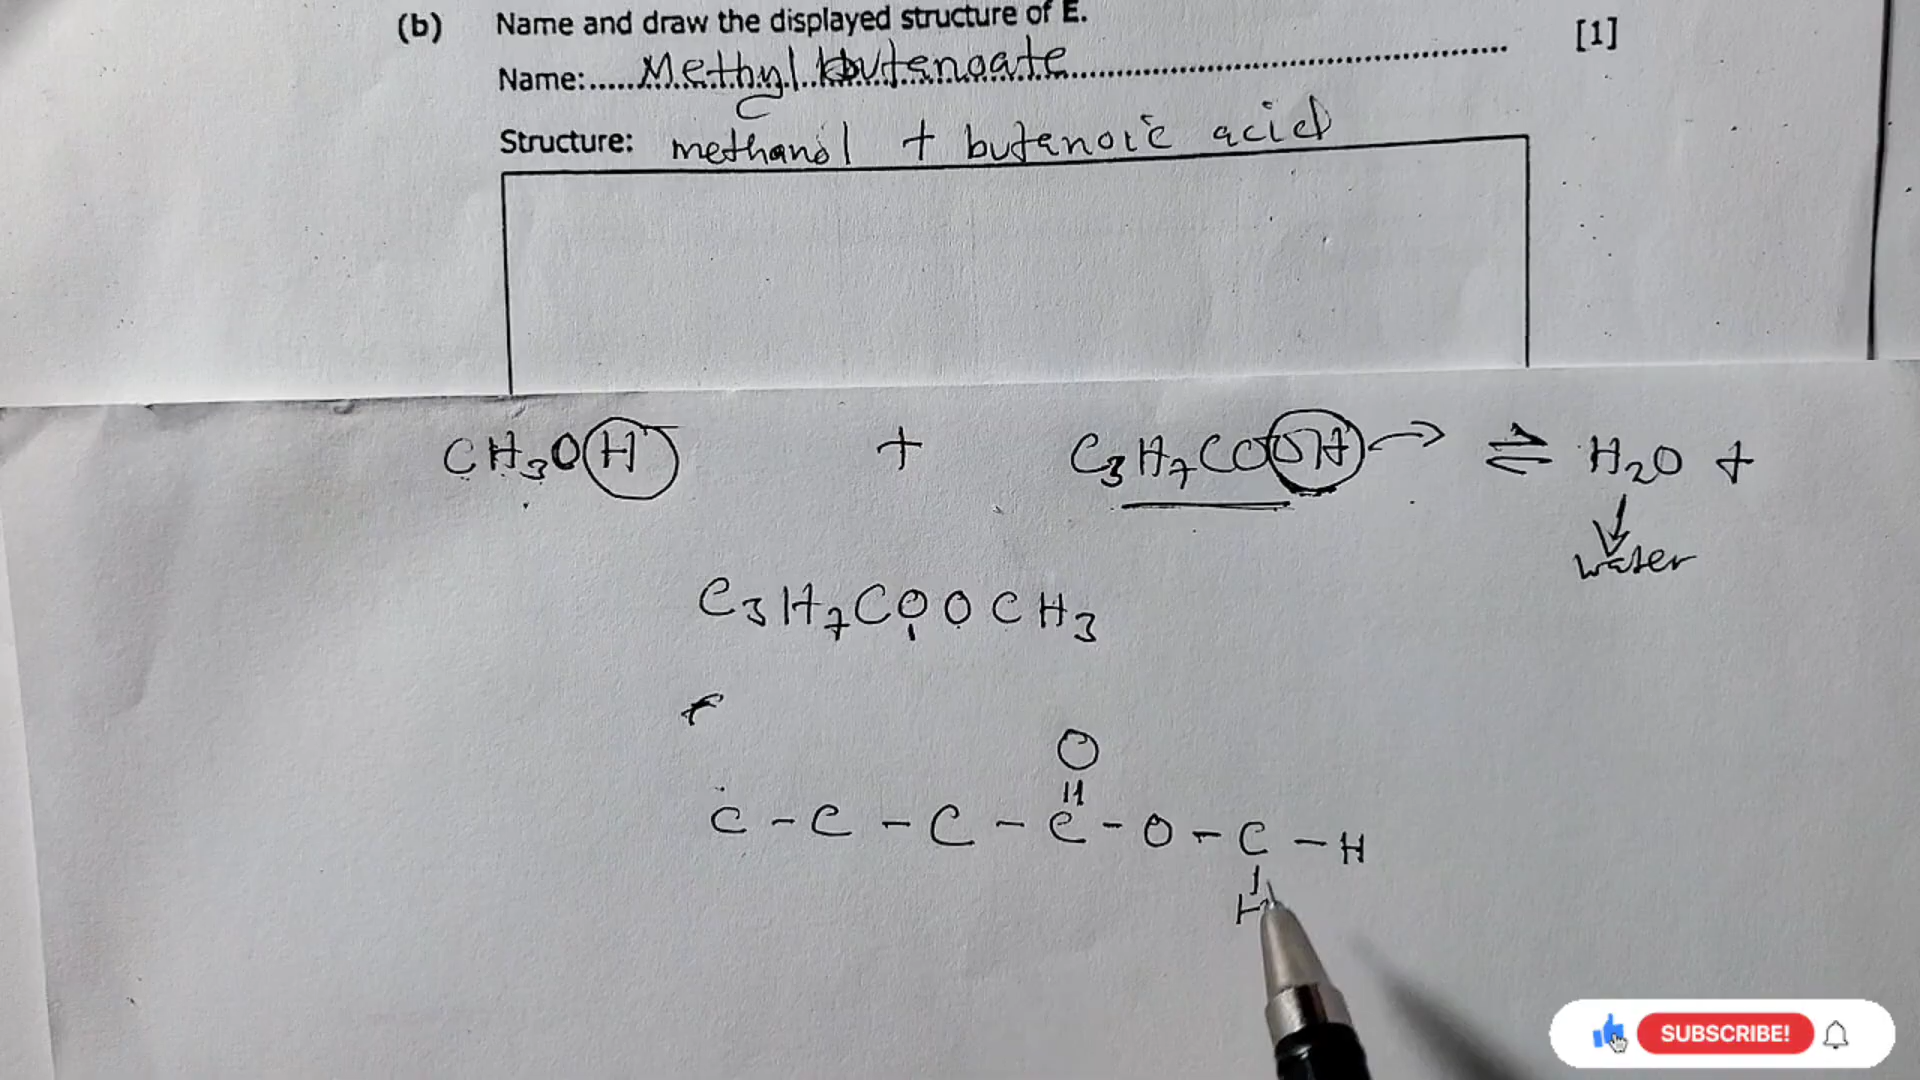 (b) Name and draw the displayed structure of E.
[1]
Name:.....Methyl butanoate
Structure: methanol + butanoic acid
CH₃OH + C₃H₇COOH → ⇌ H₂O +
water
C₃H₇COOCH₃
O
C - C - C - C - O - C - H
H
SUBSCRIBE!